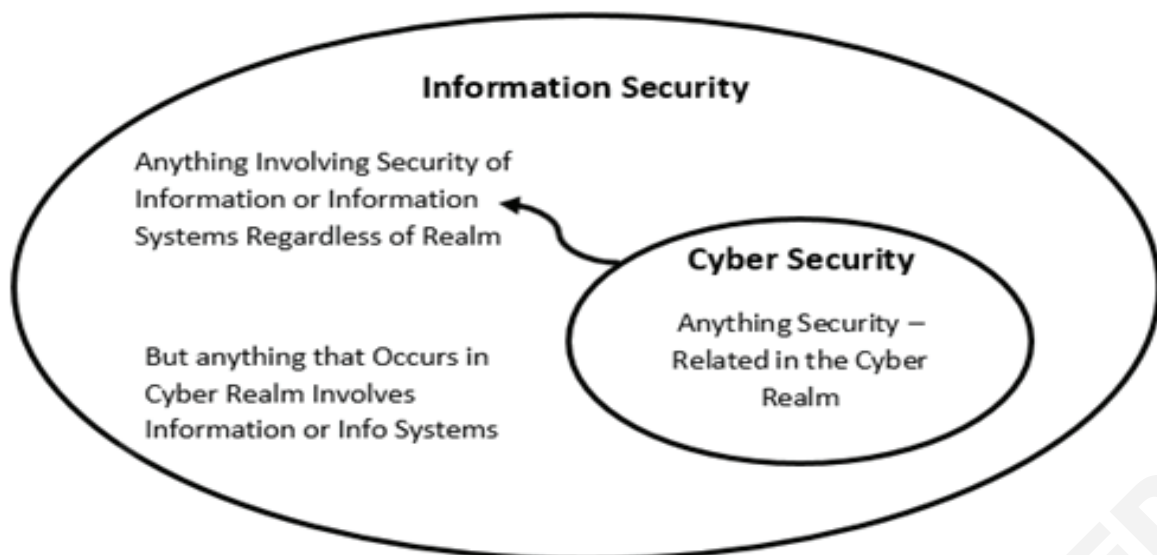 Information Security
Anything Involving Security of
Information or Information
Systems Regardless of Realm
Cyber Security
Anything Security –
Related in the Cyber
Realm
But anything that Occurs in
Cyber Realm Involves
Information or Info Systems